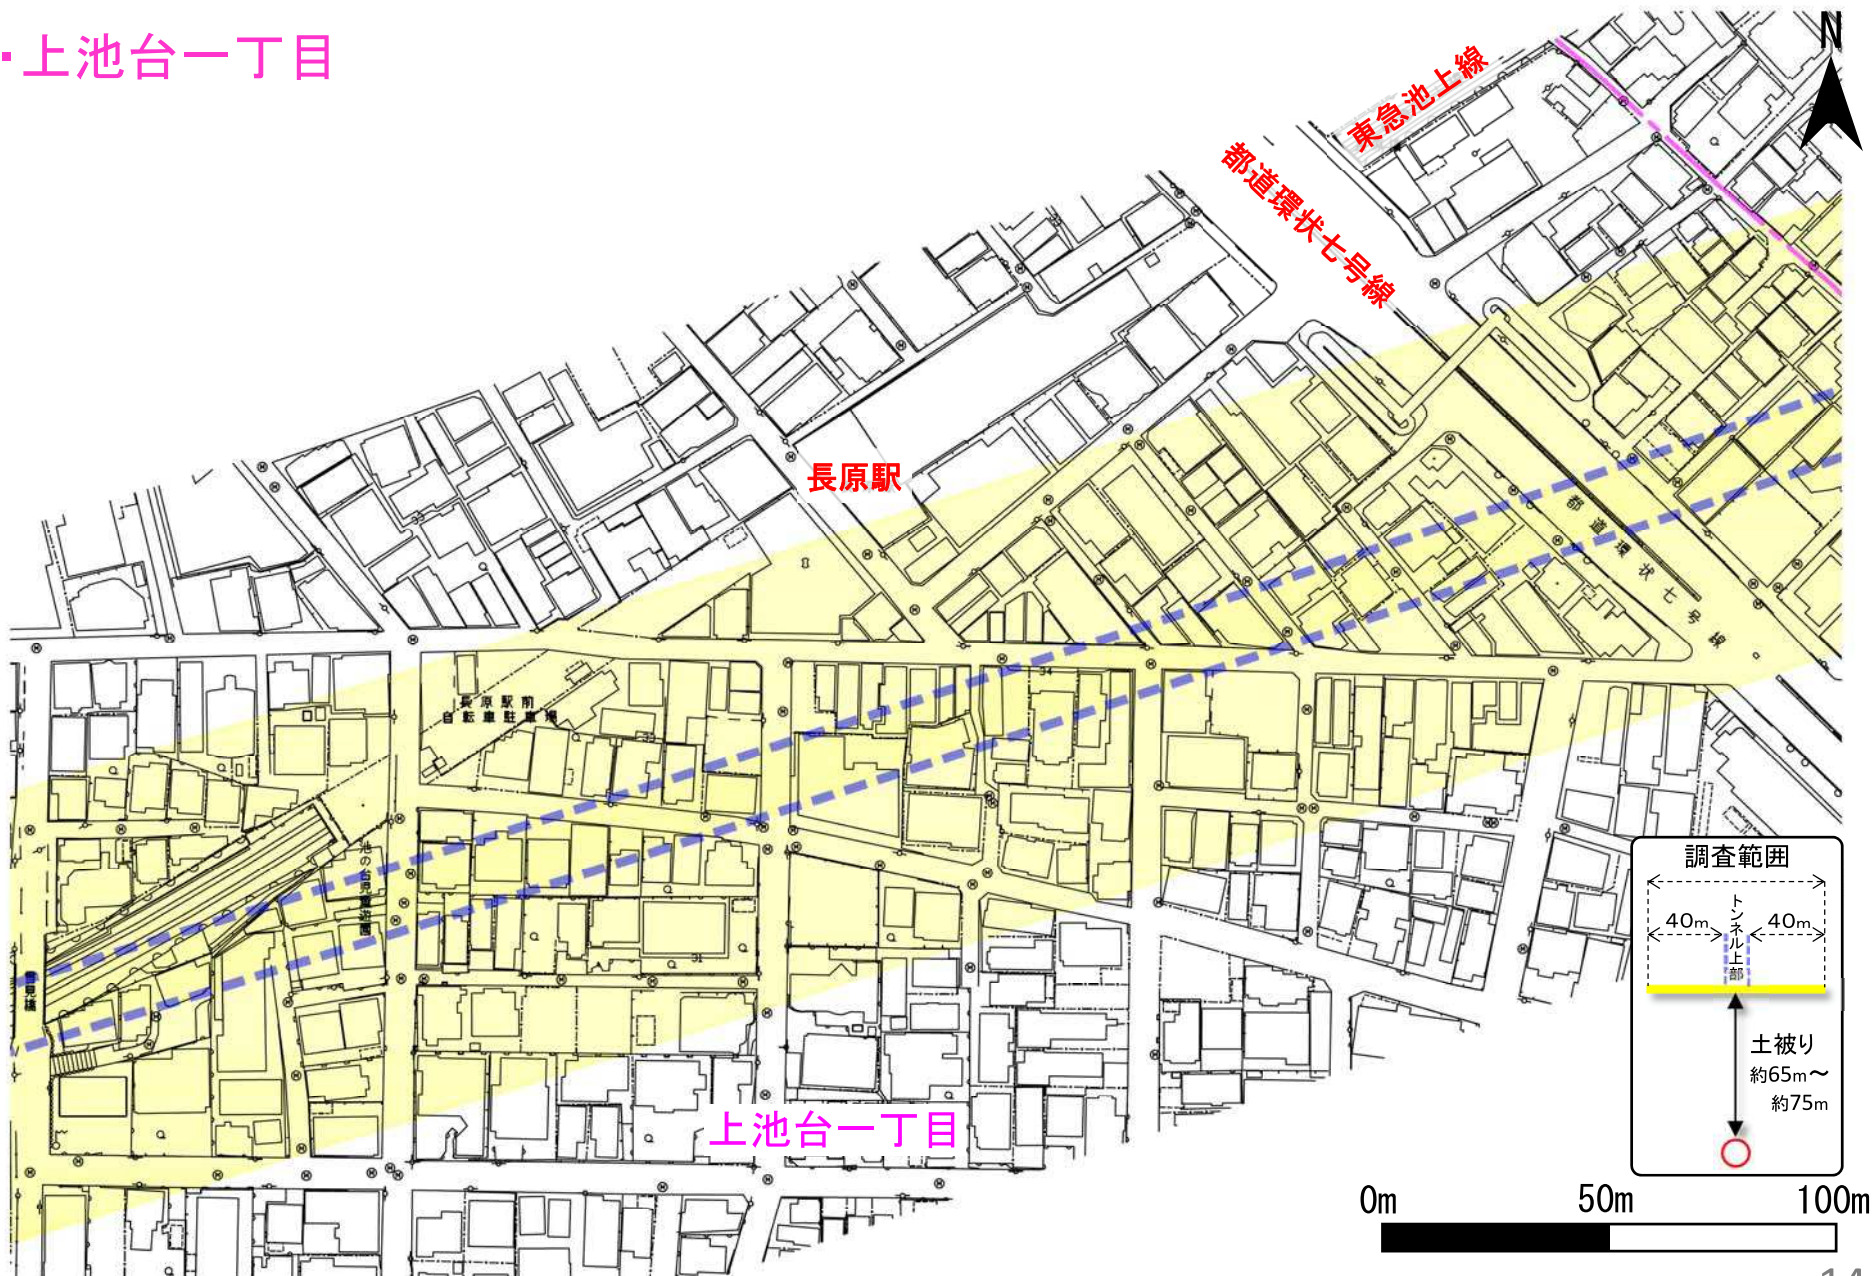 ・上池台一丁目
N
東急池上線
都道環状七号線
長原駅
都道環状七号線
34
長原駅前
自転車駐車場
31
上池台一丁目
調査範囲
40m
トンネル上部
40m
土被り
約65m～
約75m
0m
50m
100m
14